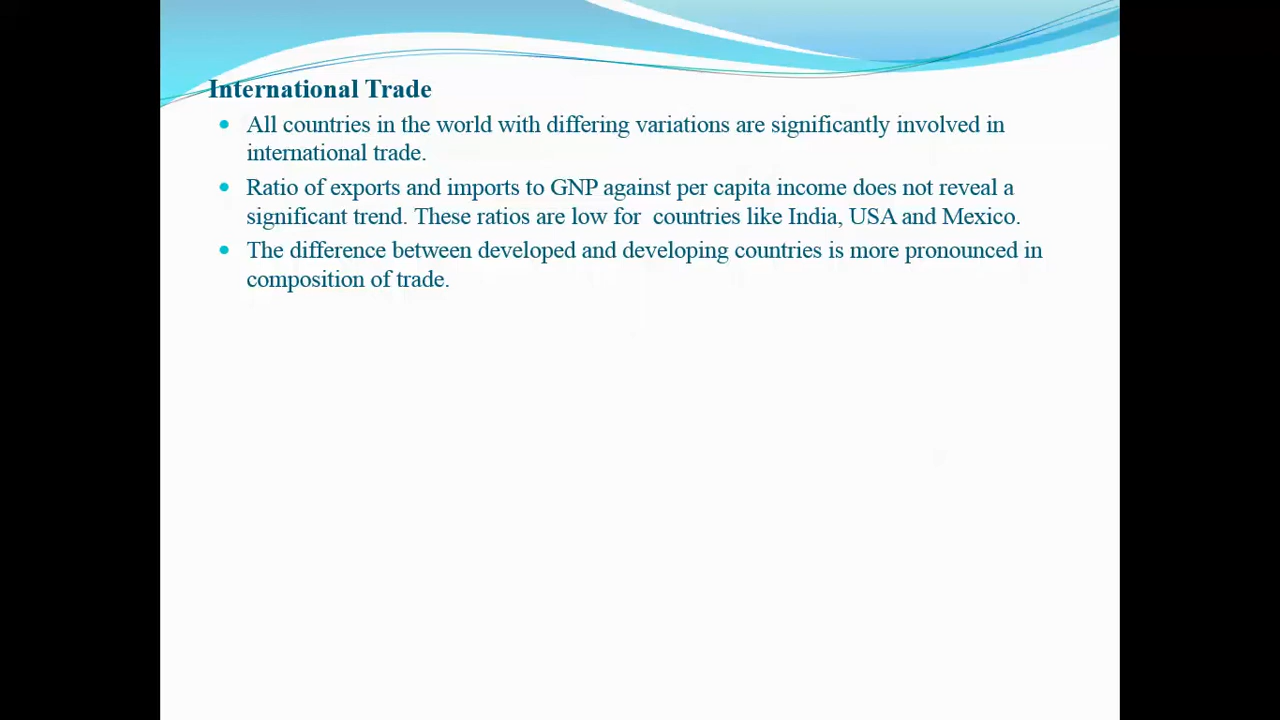 International Trade
• All countries in the world with differing variations are significantly involved in
international trade.
• Ratio of exports and imports to GNP against per capita income does not reveal a
significant trend. These ratios are low for  countries like India, USA and Mexico.
• The difference between developed and developing countries is more pronounced in
composition of trade.